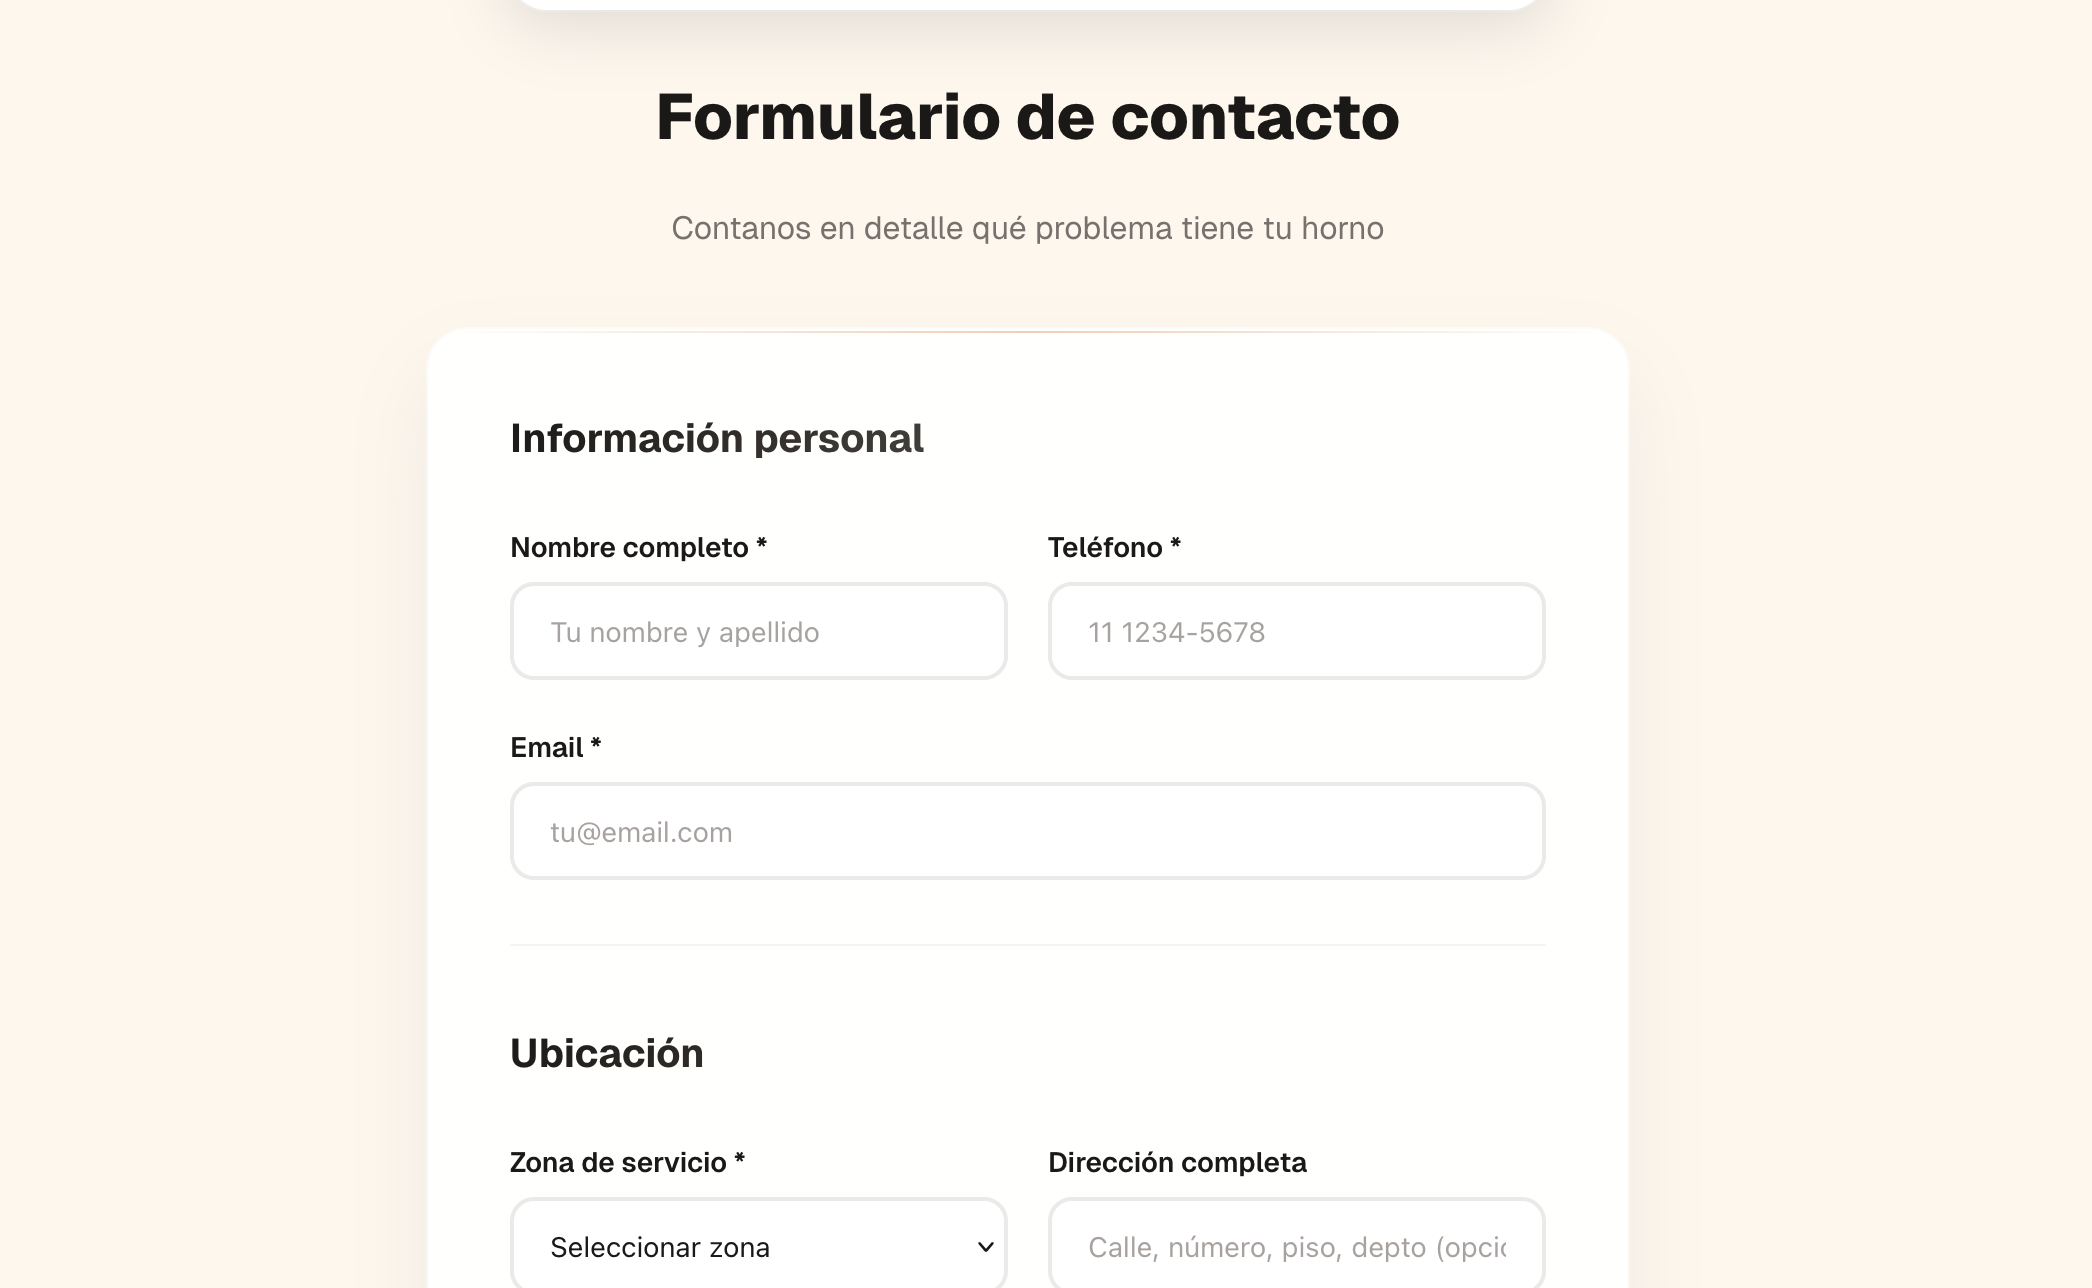 Formulario de contacto
Contanos en detalle qué problema tiene tu horno
Información personal
Nombre completo *
Teléfono *
Tu nombre y apellido
11 1234-5678
Email *
tu@email.com
Ubicación
Zona de servicio *
Dirección completa
Seleccionar zona
Calle, número, piso, depto (opci